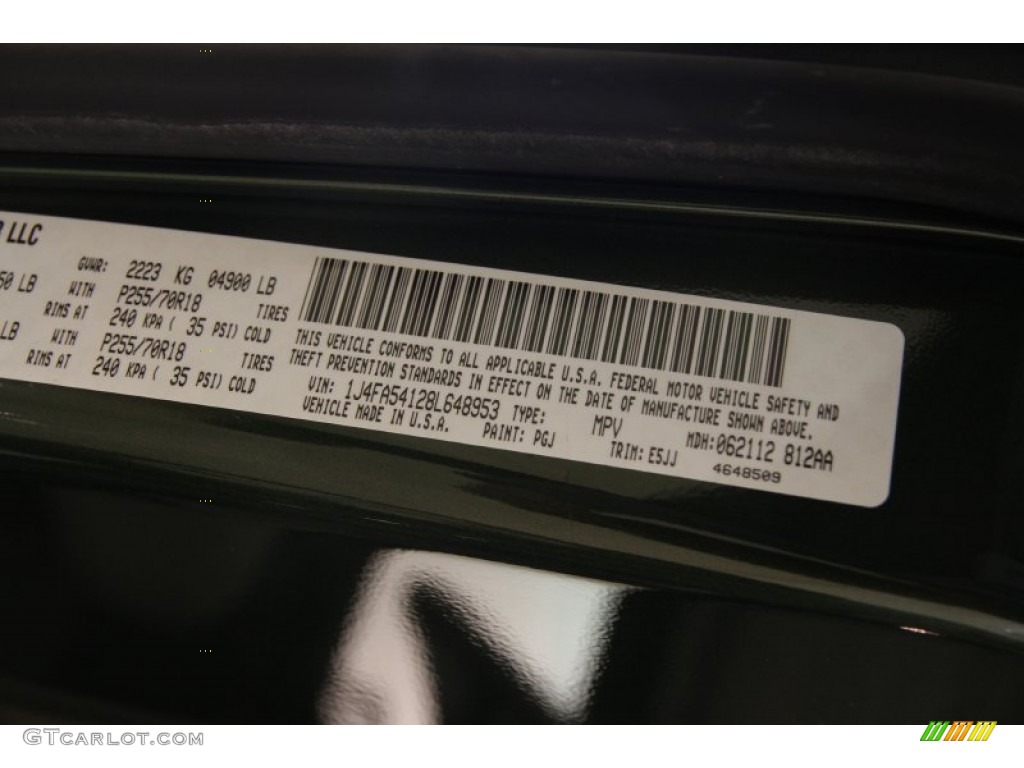 LLC
GVWR: 2223 KG 04900 LB
50 LB WITH P255/70R18 TIRES
RIMS AT 240 KPA ( 35 PSI) COLD
LB WITH P255/70R18 TIRES
RIMS AT 240 KPA ( 35 PSI) COLD
THIS VEHICLE CONFORMS TO ALL APPLICABLE U.S.A. FEDERAL MOTOR VEHICLE SAFETY AND
THEFT PREVENTION STANDARDS IN EFFECT ON THE DATE OF MANUFACTURE SHOWN ABOVE.
VIN: 1J4FA54128L648953 TYPE: MPV MDH:062112 812AA
VEHICLE MADE IN U.S.A. PAINT: PGJ TRIM: E5JJ 4648509
GTCARLOT.COM